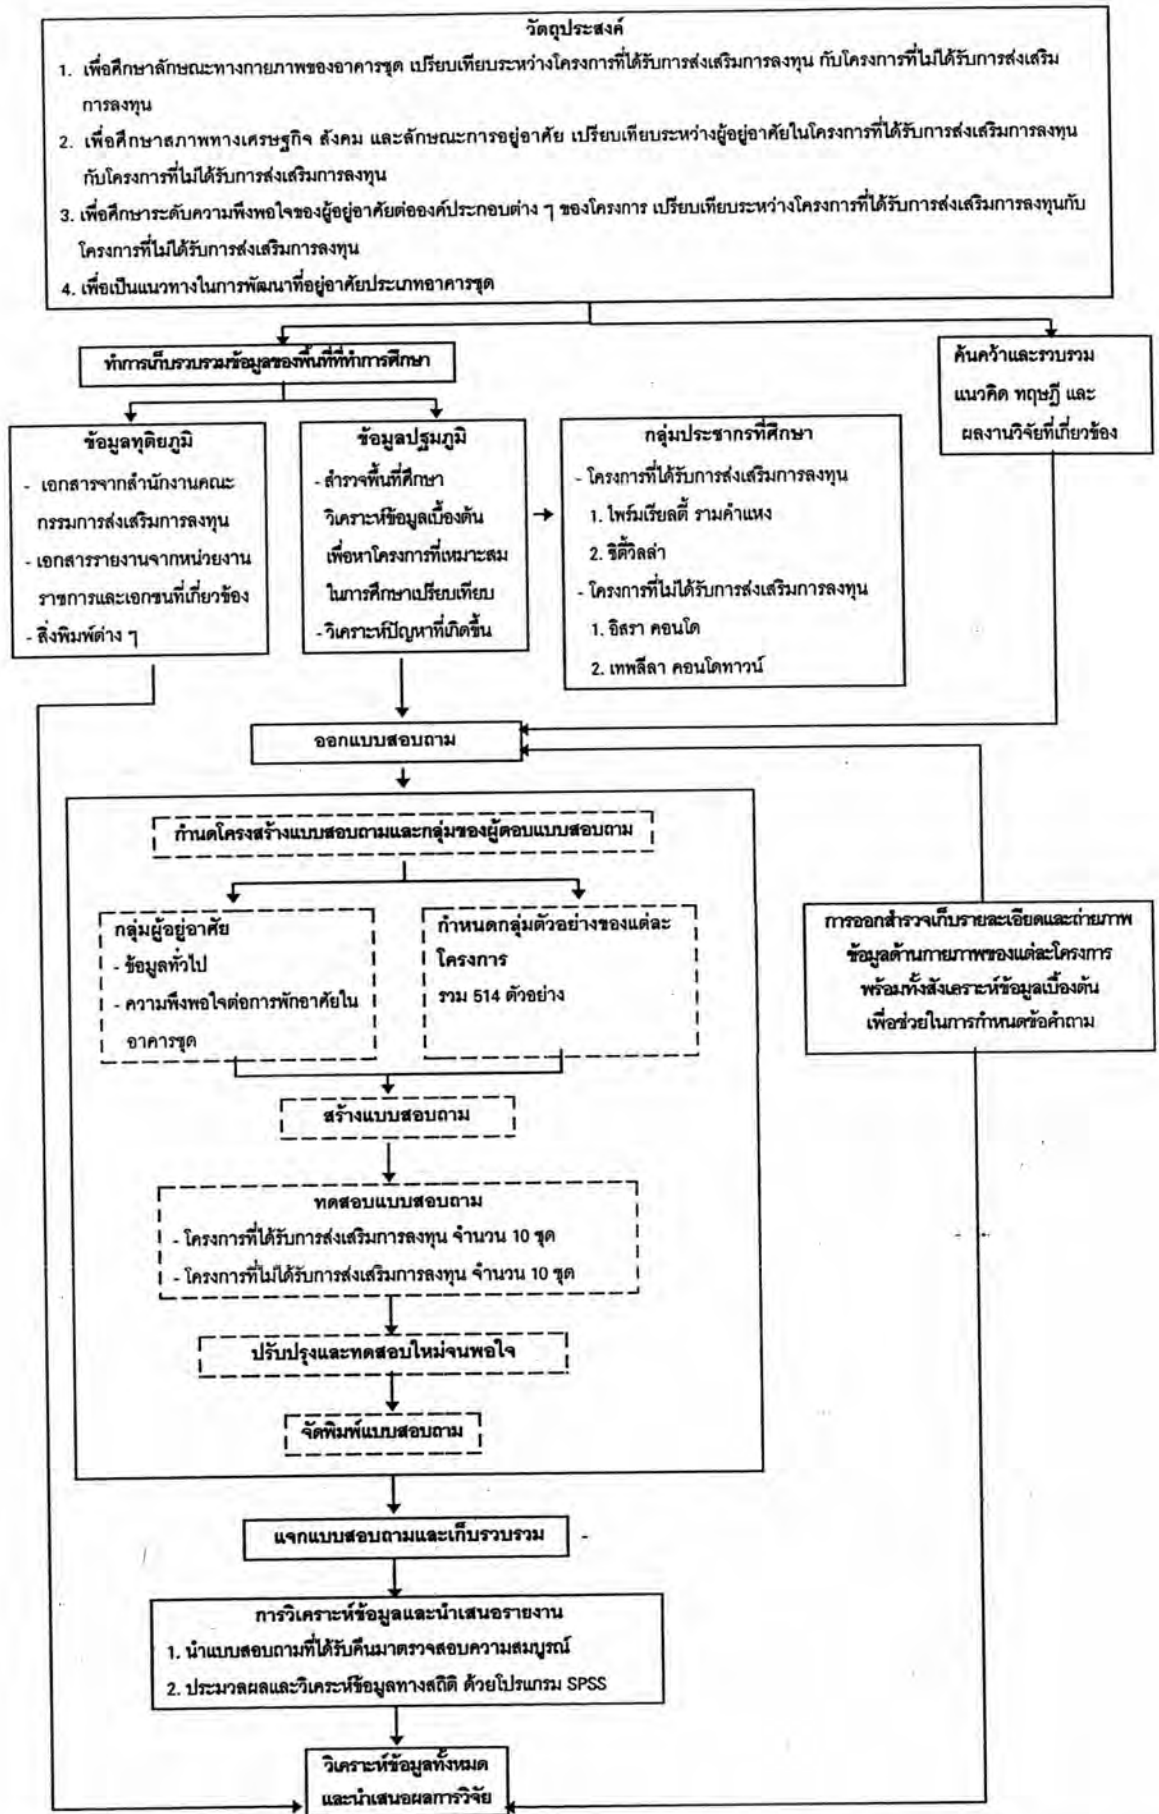 วัตถุประสงค์
1. เพื่อศึกษาลักษณะทางกายภาพของอาคารชุด เปรียบเทียบระหว่างโครงการที่ได้รับการส่งเสริมการลงทุน กับโครงการที่ไม่ได้รับการส่งเสริม
การลงทุน
2. เพื่อศึกษาสภาพทางเศรษฐกิจ สังคม และลักษณะการอยู่อาศัย เปรียบเทียบระหว่างผู้อยู่อาศัยในโครงการที่ได้รับการส่งเสริมการลงทุน
กับโครงการที่ไม่ได้รับการส่งเสริมการลงทุน
3. เพื่อศึกษาระดับความพึงพอใจของผู้อยู่อาศัยต่อองค์ประกอบต่าง ๆ ของโครงการ เปรียบเทียบระหว่างโครงการที่ได้รับการส่งเสริมการลงทุนกับ
โครงการที่ไม่ได้รับการส่งเสริมการลงทุน
4. เพื่อเป็นแนวทางในการพัฒนาที่อยู่อาศัยประเภทอาคารชุด
ทำการเก็บรวบรวมข้อมูลของพื้นที่ที่ทำการศึกษา
ค้นคว้าและรวบรวม
แนวคิด ทฤษฎี และ
ผลงานวิจัยที่เกี่ยวข้อง
ข้อมูลทุติยภูมิ
- เอกสารจากสำนักงานคณะ
กรรมการส่งเสริมการลงทุน
- เอกสารรายงานจากหน่วยงาน
ราชการและเอกชนที่เกี่ยวข้อง
- สิ่งพิมพ์ต่าง ๆ
ข้อมูลปฐมภูมิ
- สำรวจพื้นที่ศึกษา
วิเคราะห์ข้อมูลเบื้องต้น
เพื่อหาโครงการที่เหมาะสม
ในการศึกษาเปรียบเทียบ
- วิเคราะห์ปัญหาที่เกิดขึ้น
กลุ่มประชากรที่ศึกษา
- โครงการที่ได้รับการส่งเสริมการลงทุน
1. ไพร์มเรียลตี้ รามคำแหง
2. ซิตี้วิลล่า
- โครงการที่ไม่ได้รับการส่งเสริมการลงทุน
1. อิสรา คอนโด
2. เทพลีลา คอนโดทาวน์
ออกแบบสอบถาม
กำนดโครงสร้างแบบสอบถามและกลุ่มของผู้ตอบแบบสอบถาม
กลุ่มผู้อยู่อาศัย
- ข้อมูลทั่วไป
- ความพึงพอใจต่อการพักอาศัยใน
อาคารชุด
กำหนดกลุ่มตัวอย่างของแต่ละ
โครงการ
รวม 514 ตัวอย่าง
การออกสำรวจเก็บรายละเอียดและถ่ายภาพ
ข้อมูลด้านกายภาพของแต่ละโครงการ
พร้อมทั้งสังเคราะห์ข้อมูลเบื้องต้น
เพื่อช่วยในการกำหนดข้อคำถาม
สร้างแบบสอบถาม
ทดสอบแบบสอบถาม
- โครงการที่ได้รับการส่งเสริมการลงทุน จำนวน 10 ชุด
- โครงการที่ไม่ได้รับการส่งเสริมการลงทุน จำนวน 10 ชุด
ปรับปรุงและทดสอบใหม่จนพอใจ
จัดพิมพ์แบบสอบถาม
แจกแบบสอบถามและเก็บรวบรวม
การวิเคราะห์ข้อมูลและนำเสนอรายงาน
1. นำแบบสอบถามที่ได้รับคืนมาตรวจสอบความสมบูรณ์
2. ประมวลผลและวิเคระห์ข้อมูลทางสถิติ ด้วยโปรแกรม SPSS
วิเคราะห์ข้อมูลทั้งหมด
และนำเสนอผลการวิจัย